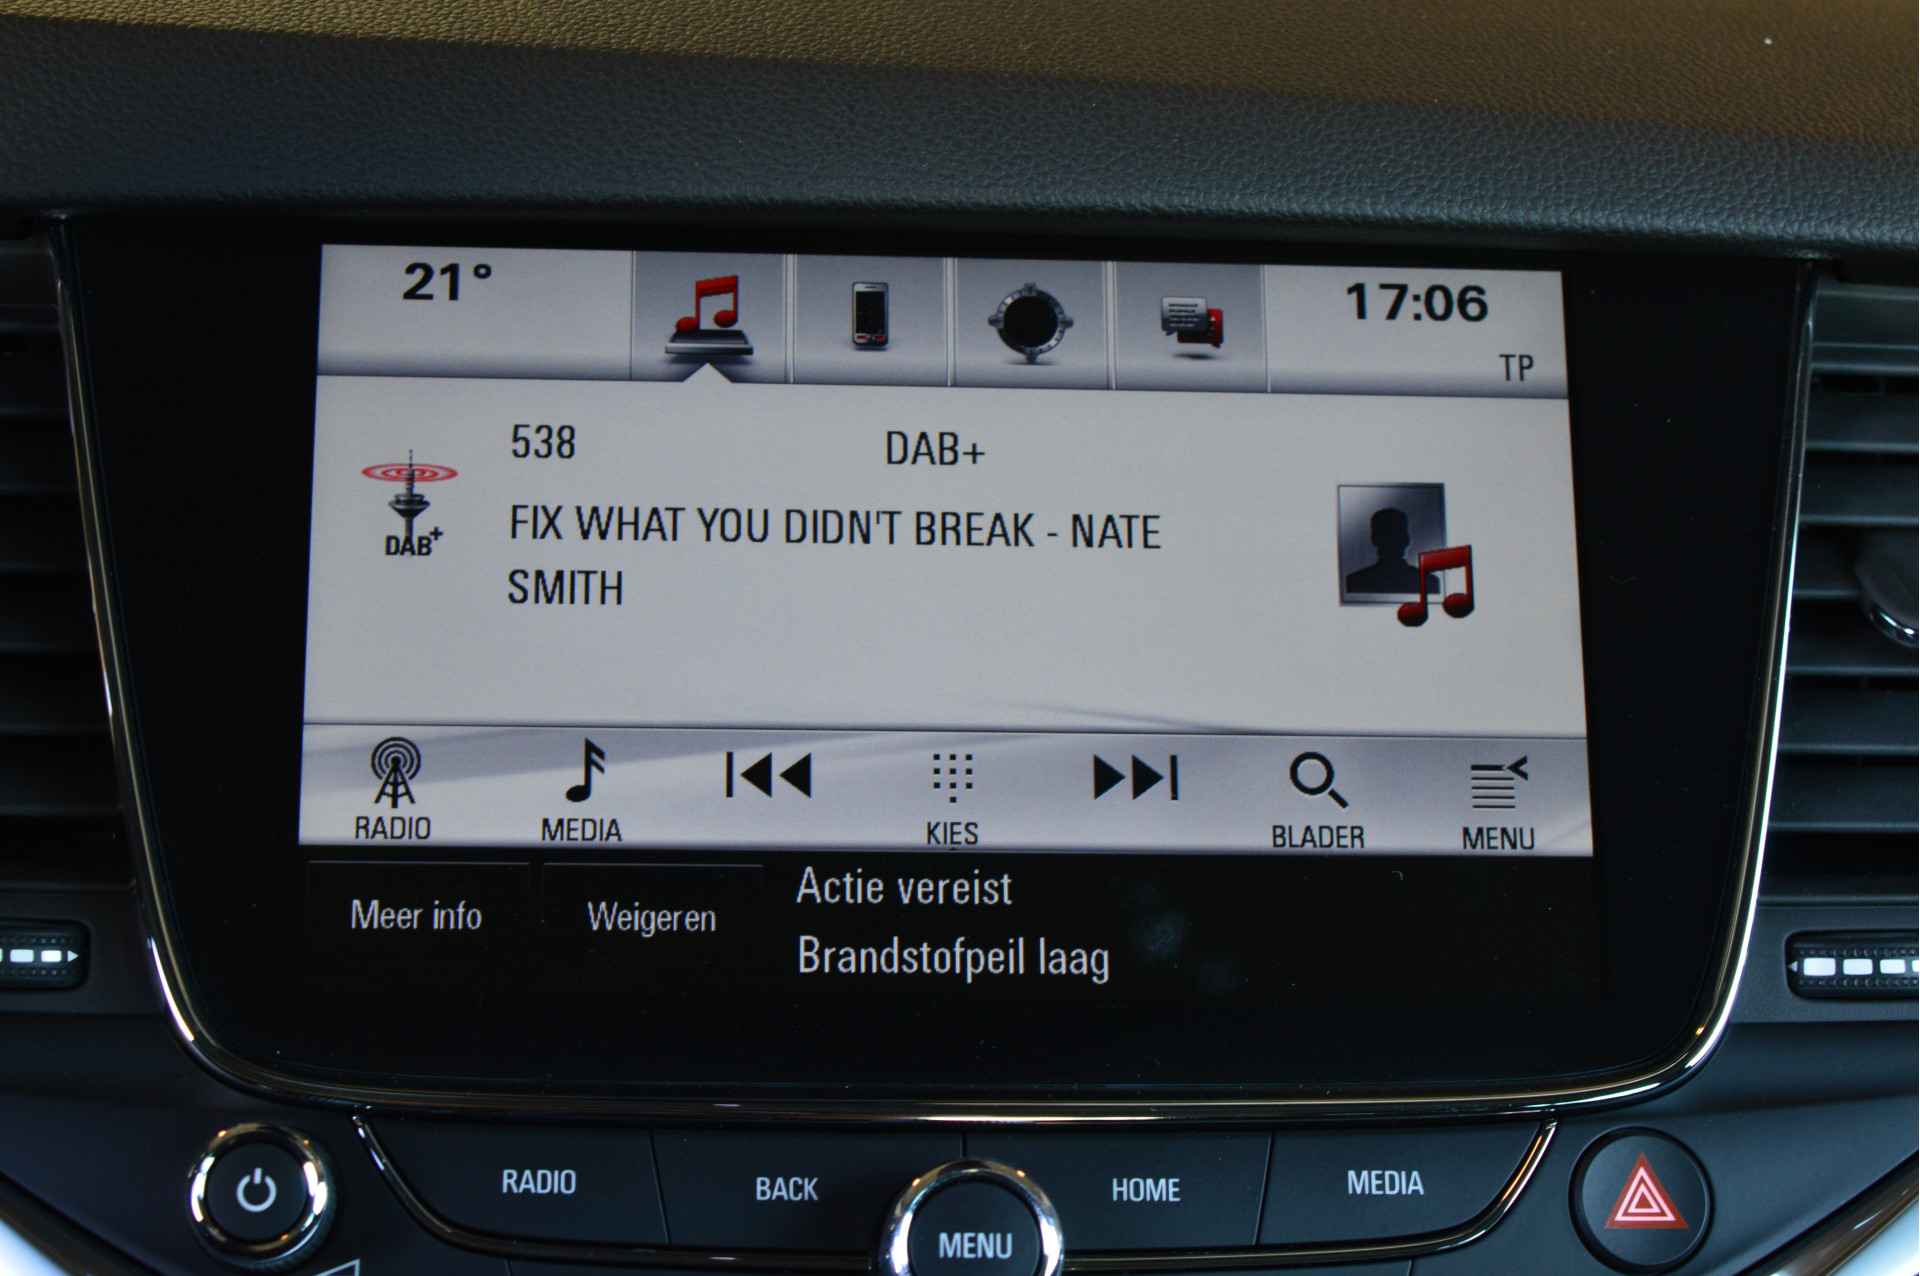 21°
17:06
TP
538 DAB+
DAB+
FIX WHAT YOU DIDN'T BREAK - NATE
SMITH
RADIO MEDIA KIES BLADER MENU
Meer info Weigeren
Actie vereist
Brandstofpeil laag
RADIO BACK MENU HOME MEDIA